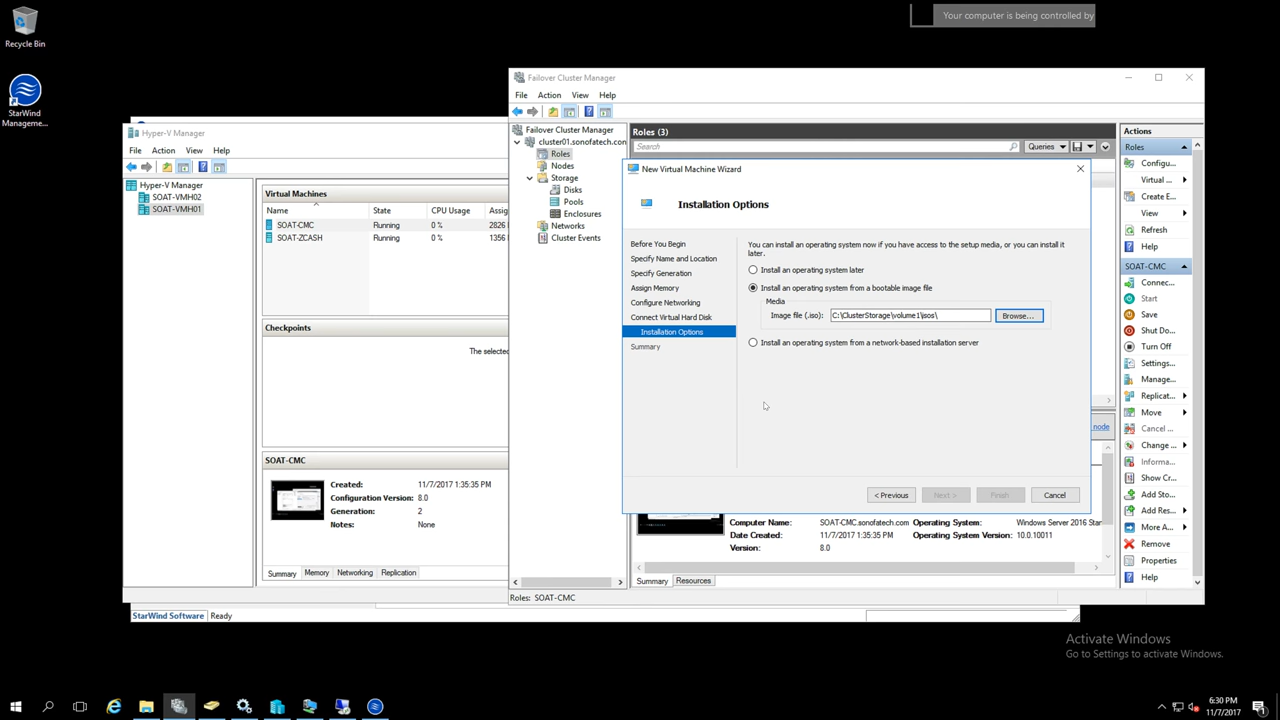 Recycle Bin
StarWind
Manageme...
Your computer is being controlled by
Failover Cluster Manager
File Action View Help
Failover Cluster Manager
cluster01.sonofatech.con
Roles
Nodes
Storage
Disks
Pools
Enclosures
Networks
Cluster Events
Roles (3)
Search
Queries
Hyper-V Manager
File Action View Help
Hyper-V Manager
SOAT-VMH02
SOAT-VMH01
Virtual Machines
Name State CPU Usage Assig
SOAT-CMC Running 0 % 2826
SOAT-ZCASH Running 0 % 1356
Checkpoints
The selected
SOAT-CMC
Created: 11/7/2017 1:35:35 PM
Configuration Version: 8.0
Generation: 2
Notes: None
Summary Memory Networking Replication
StarWind Software Ready
New Virtual Machine Wizard
Installation Options
Before You Begin
Specify Name and Location
Specify Generation
Assign Memory
Configure Networking
Connect Virtual Hard Disk
Installation Options
Summary
You can install an operating system now if you have access to the setup media, or you can install it
later.
Install an operating system later
Install an operating system from a bootable image file
Media
Image file (.iso): C:\ClusterStorage\volume1\isos\ Browse...
Install an operating system from a network-based installation server
< Previous Next > Finish Cancel
node
Computer Name: SOAT-CMC.sonofatech.com Operating System: Windows Server 2016 Stan
Date Created: 11/7/2017 1:35:35 PM Operating System Version: 10.0.10011
Version: 8.0
Summary Resources
Roles: SOAT-CMC
Actions
Roles
Configu...
Virtual ...
Create E...
View
Refresh
Help
SOAT-CMC
Connec...
Start
Save
Shut Do...
Turn Off
Settings...
Manage...
Replicat...
Move
Cancel ...
Change ...
Informa...
Show Cr...
Add Sto...
Add Res...
More A...
Remove
Properties
Help
Activate Windows
Go to Settings to activate Windows.
6:30 PM
11/7/2017